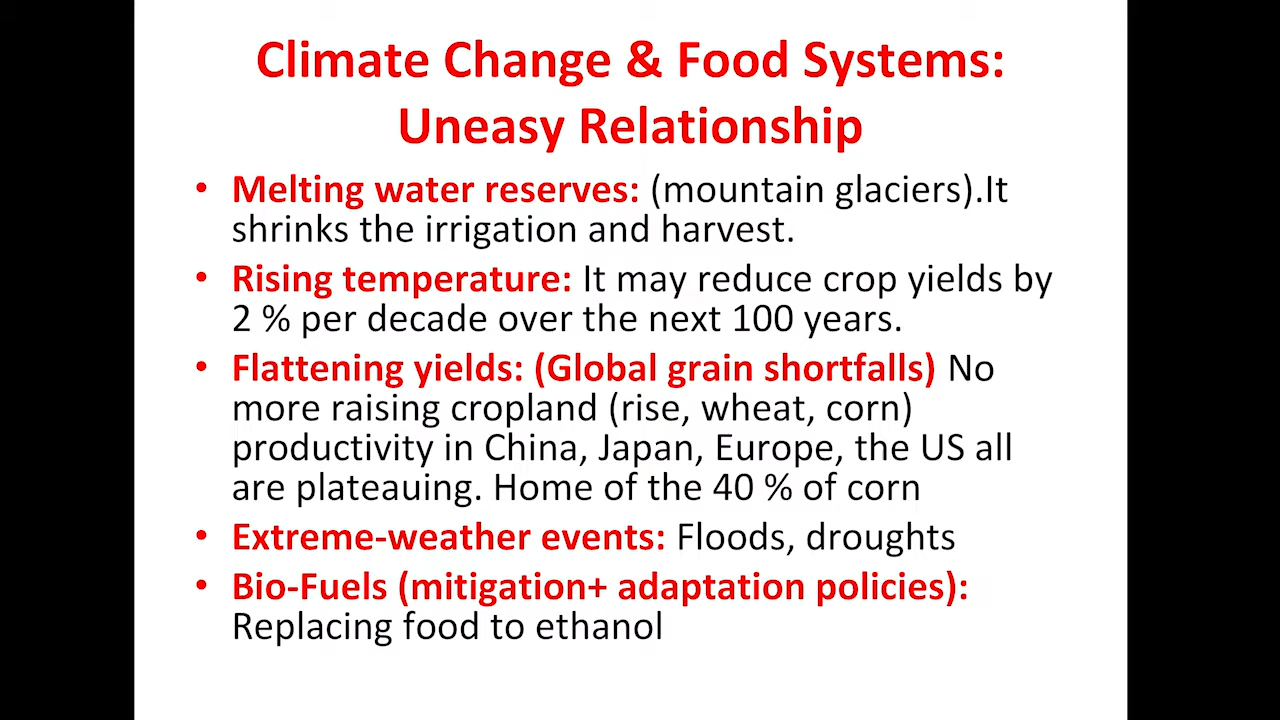 Climate Change & Food Systems:
Uneasy Relationship
• Melting water reserves: (mountain glaciers).It
shrinks the irrigation and harvest.
• Rising temperature: It may reduce crop yields by
2 % per decade over the next 100 years.
• Flattening yields: (Global grain shortfalls) No
more raising cropland (rise, wheat, corn)
productivity in China, Japan, Europe, the US all
are plateauing. Home of the 40 % of corn
• Extreme-weather events: Floods, droughts
• Bio-Fuels (mitigation+ adaptation policies):
Replacing food to ethanol